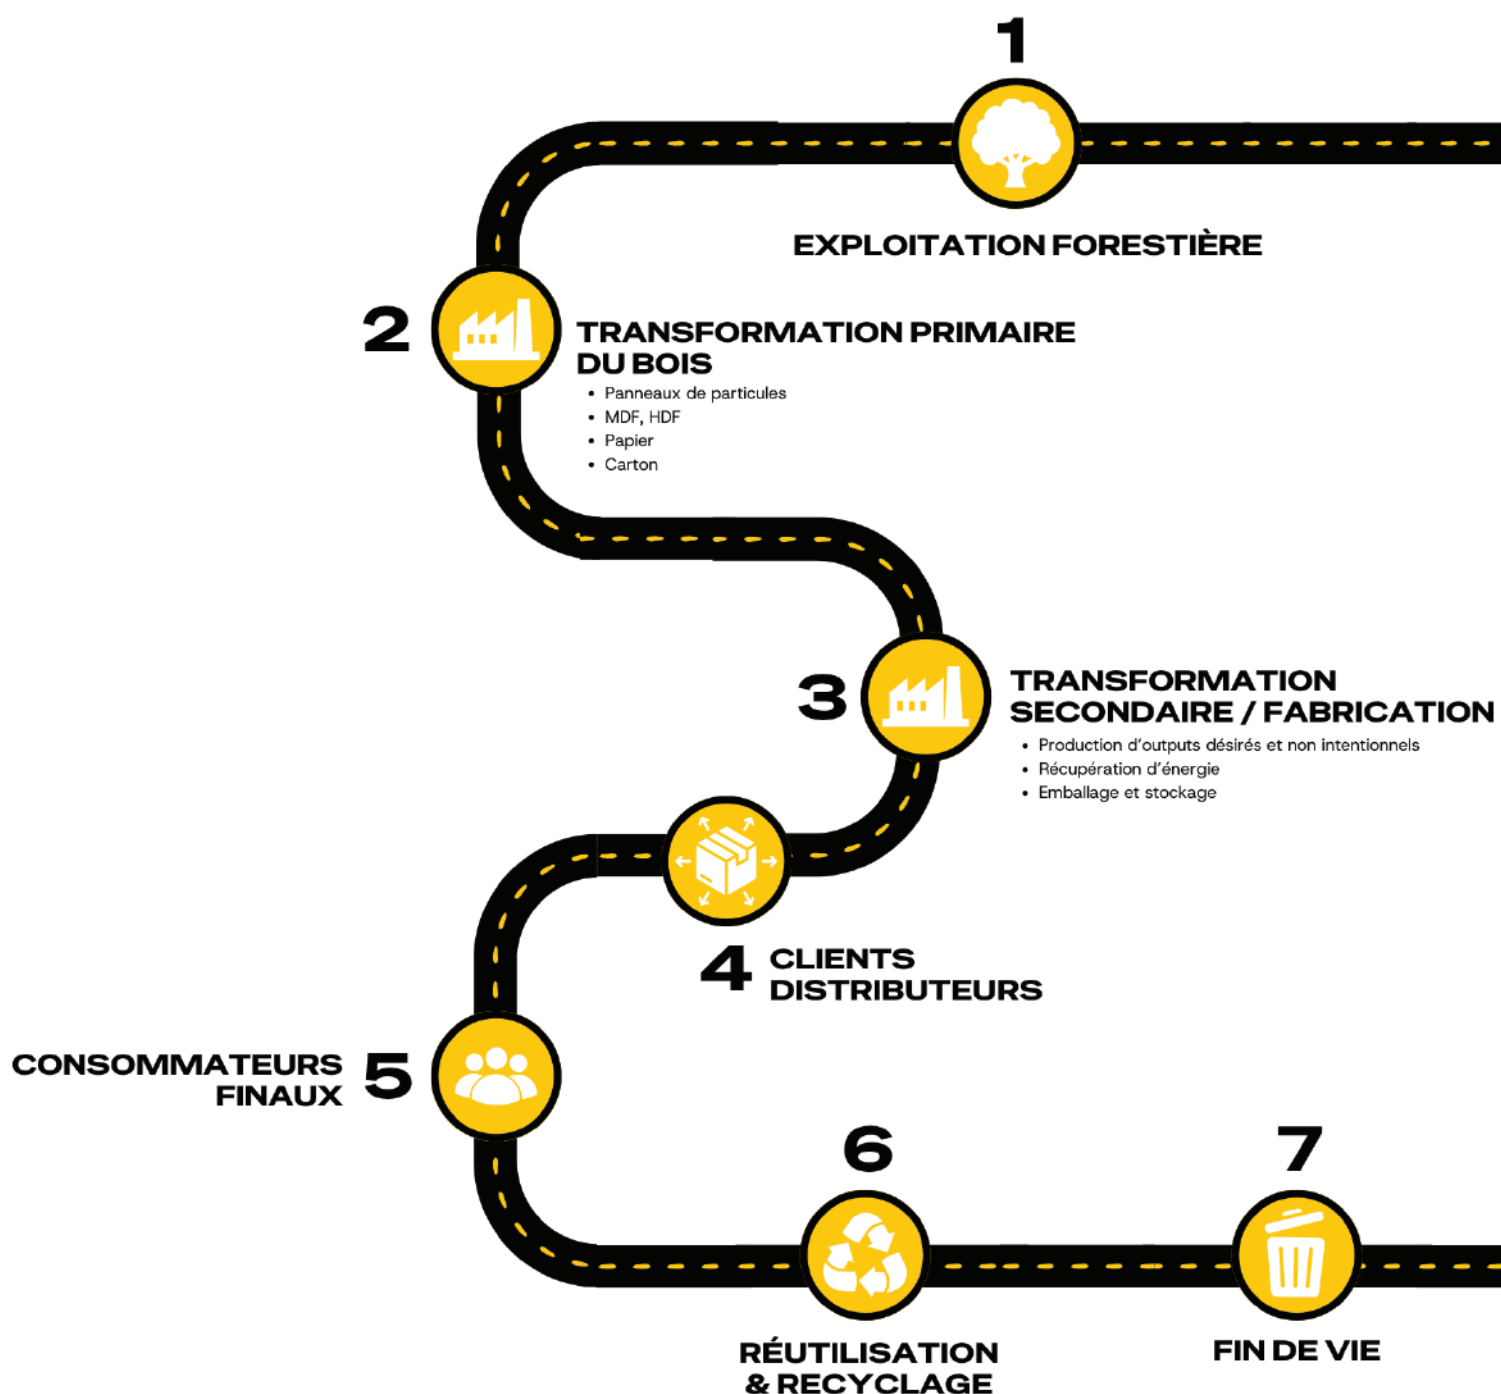 1
EXPLOITATION FORESTIÈRE
2
TRANSFORMATION PRIMAIRE
DU BOIS
• Panneaux de particules
• MDF, HDF
• Papier
• Carton
3
TRANSFORMATION
SECONDAIRE / FABRICATION
• Production d'outputs désirés et non intentionnels
• Récupération d'énergie
• Emballage et stockage
4
CLIENTS
DISTRIBUTEURS
CONSOMMATEURS
FINAUX
5
6
RÉUTILISATION
& RECYCLAGE
7
FIN DE VIE